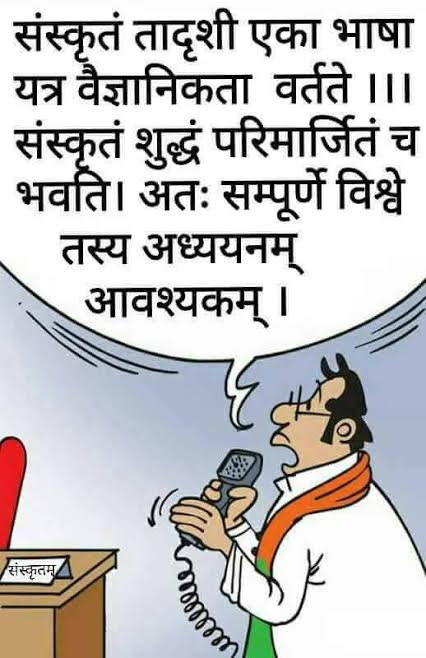 संस्कृतं तादृशी एका भाषा
यत्र वैज्ञानिकता वर्तते ।।।
संस्कृतं शुद्धं परिमार्जितं च
भवति। अतः सम्पूर्णे विश्वे
तस्य अध्ययनम्
आवश्यकम् ।
संस्कृतम्